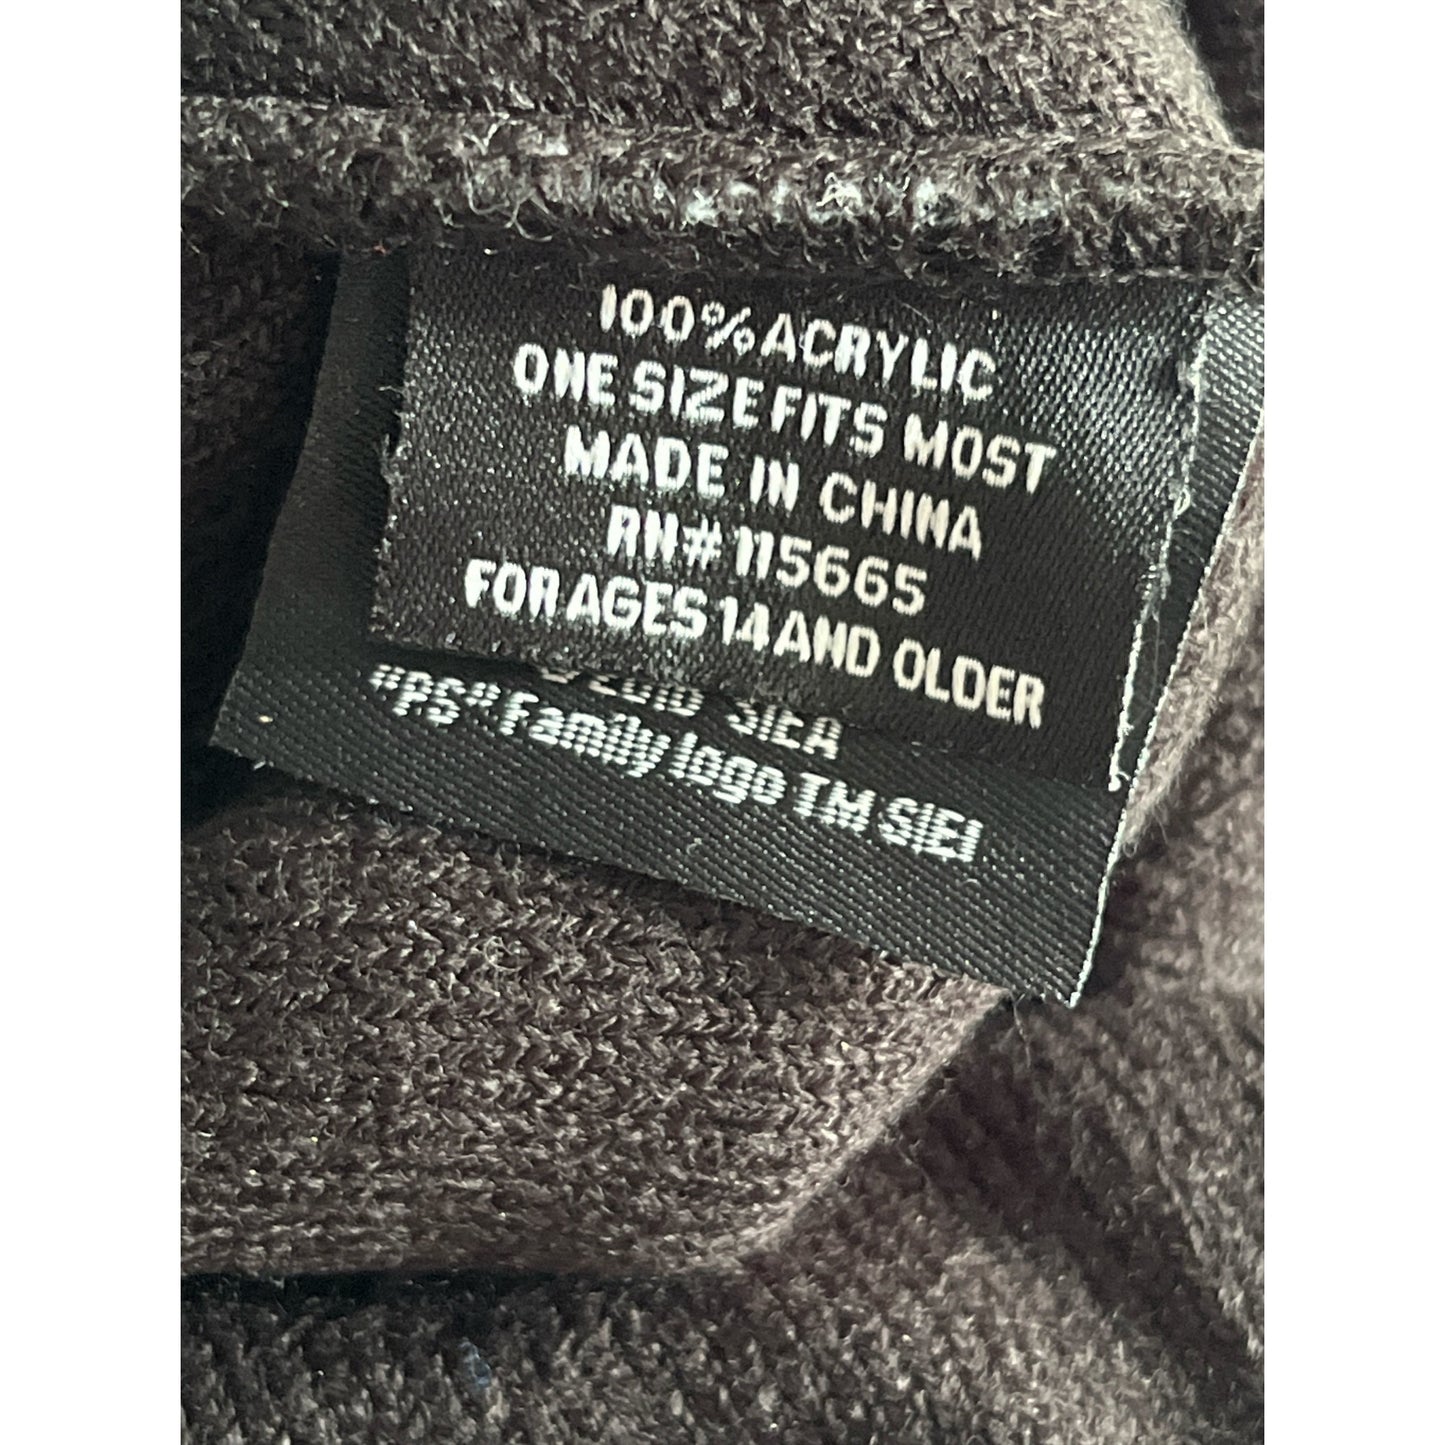 100% ACRYLIC
ONE SIZE FITS MOST
MADE IN CHINA
RN# 115665
FOR AGES 14 AND OLDER
SIEA
"PS" Family logo TM SIEI